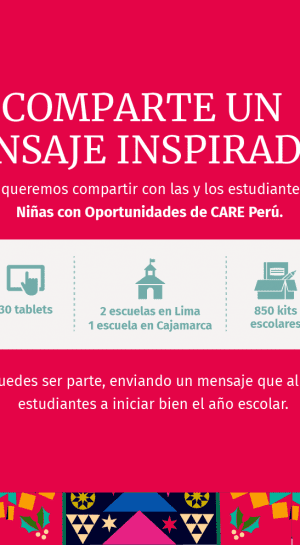 COMPARTE UN
NSAJE INSPIRAD
queremos compartir con las y los estudiante
Niñas con Oportunidades de CARE Perú.
30 tablets
2 escuelas en Lima
1 escuela en Cajamarca
850 kits
escolares
uedes ser parte, enviando un mensaje que al
estudiantes a iniciar bien el año escolar.